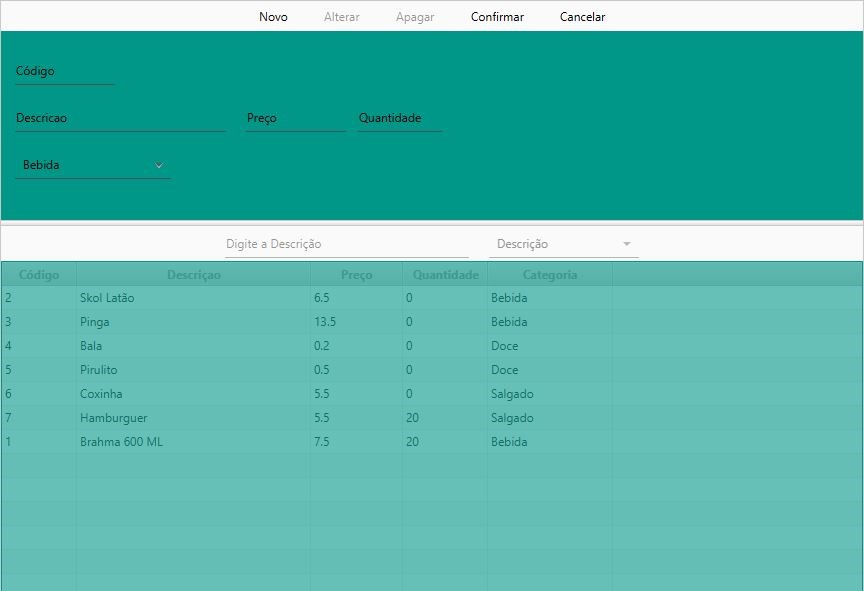 Novo Alterar Apagar Confirmar Cancelar
Código
Descricao Preço Quantidade
Bebida
Digite a Descrição Descrição
Código Descriçao Preço Quantidade Categoria
2 Skol Latão 6.5 0 Bebida
3 Pinga 13.5 0 Bebida
4 Bala 0.2 0 Doce
5 Pirulito 0.5 0 Doce
6 Coxinha 5.5 0 Salgado
7 Hamburguer 5.5 20 Salgado
1 Brahma 600 ML 7.5 20 Bebida